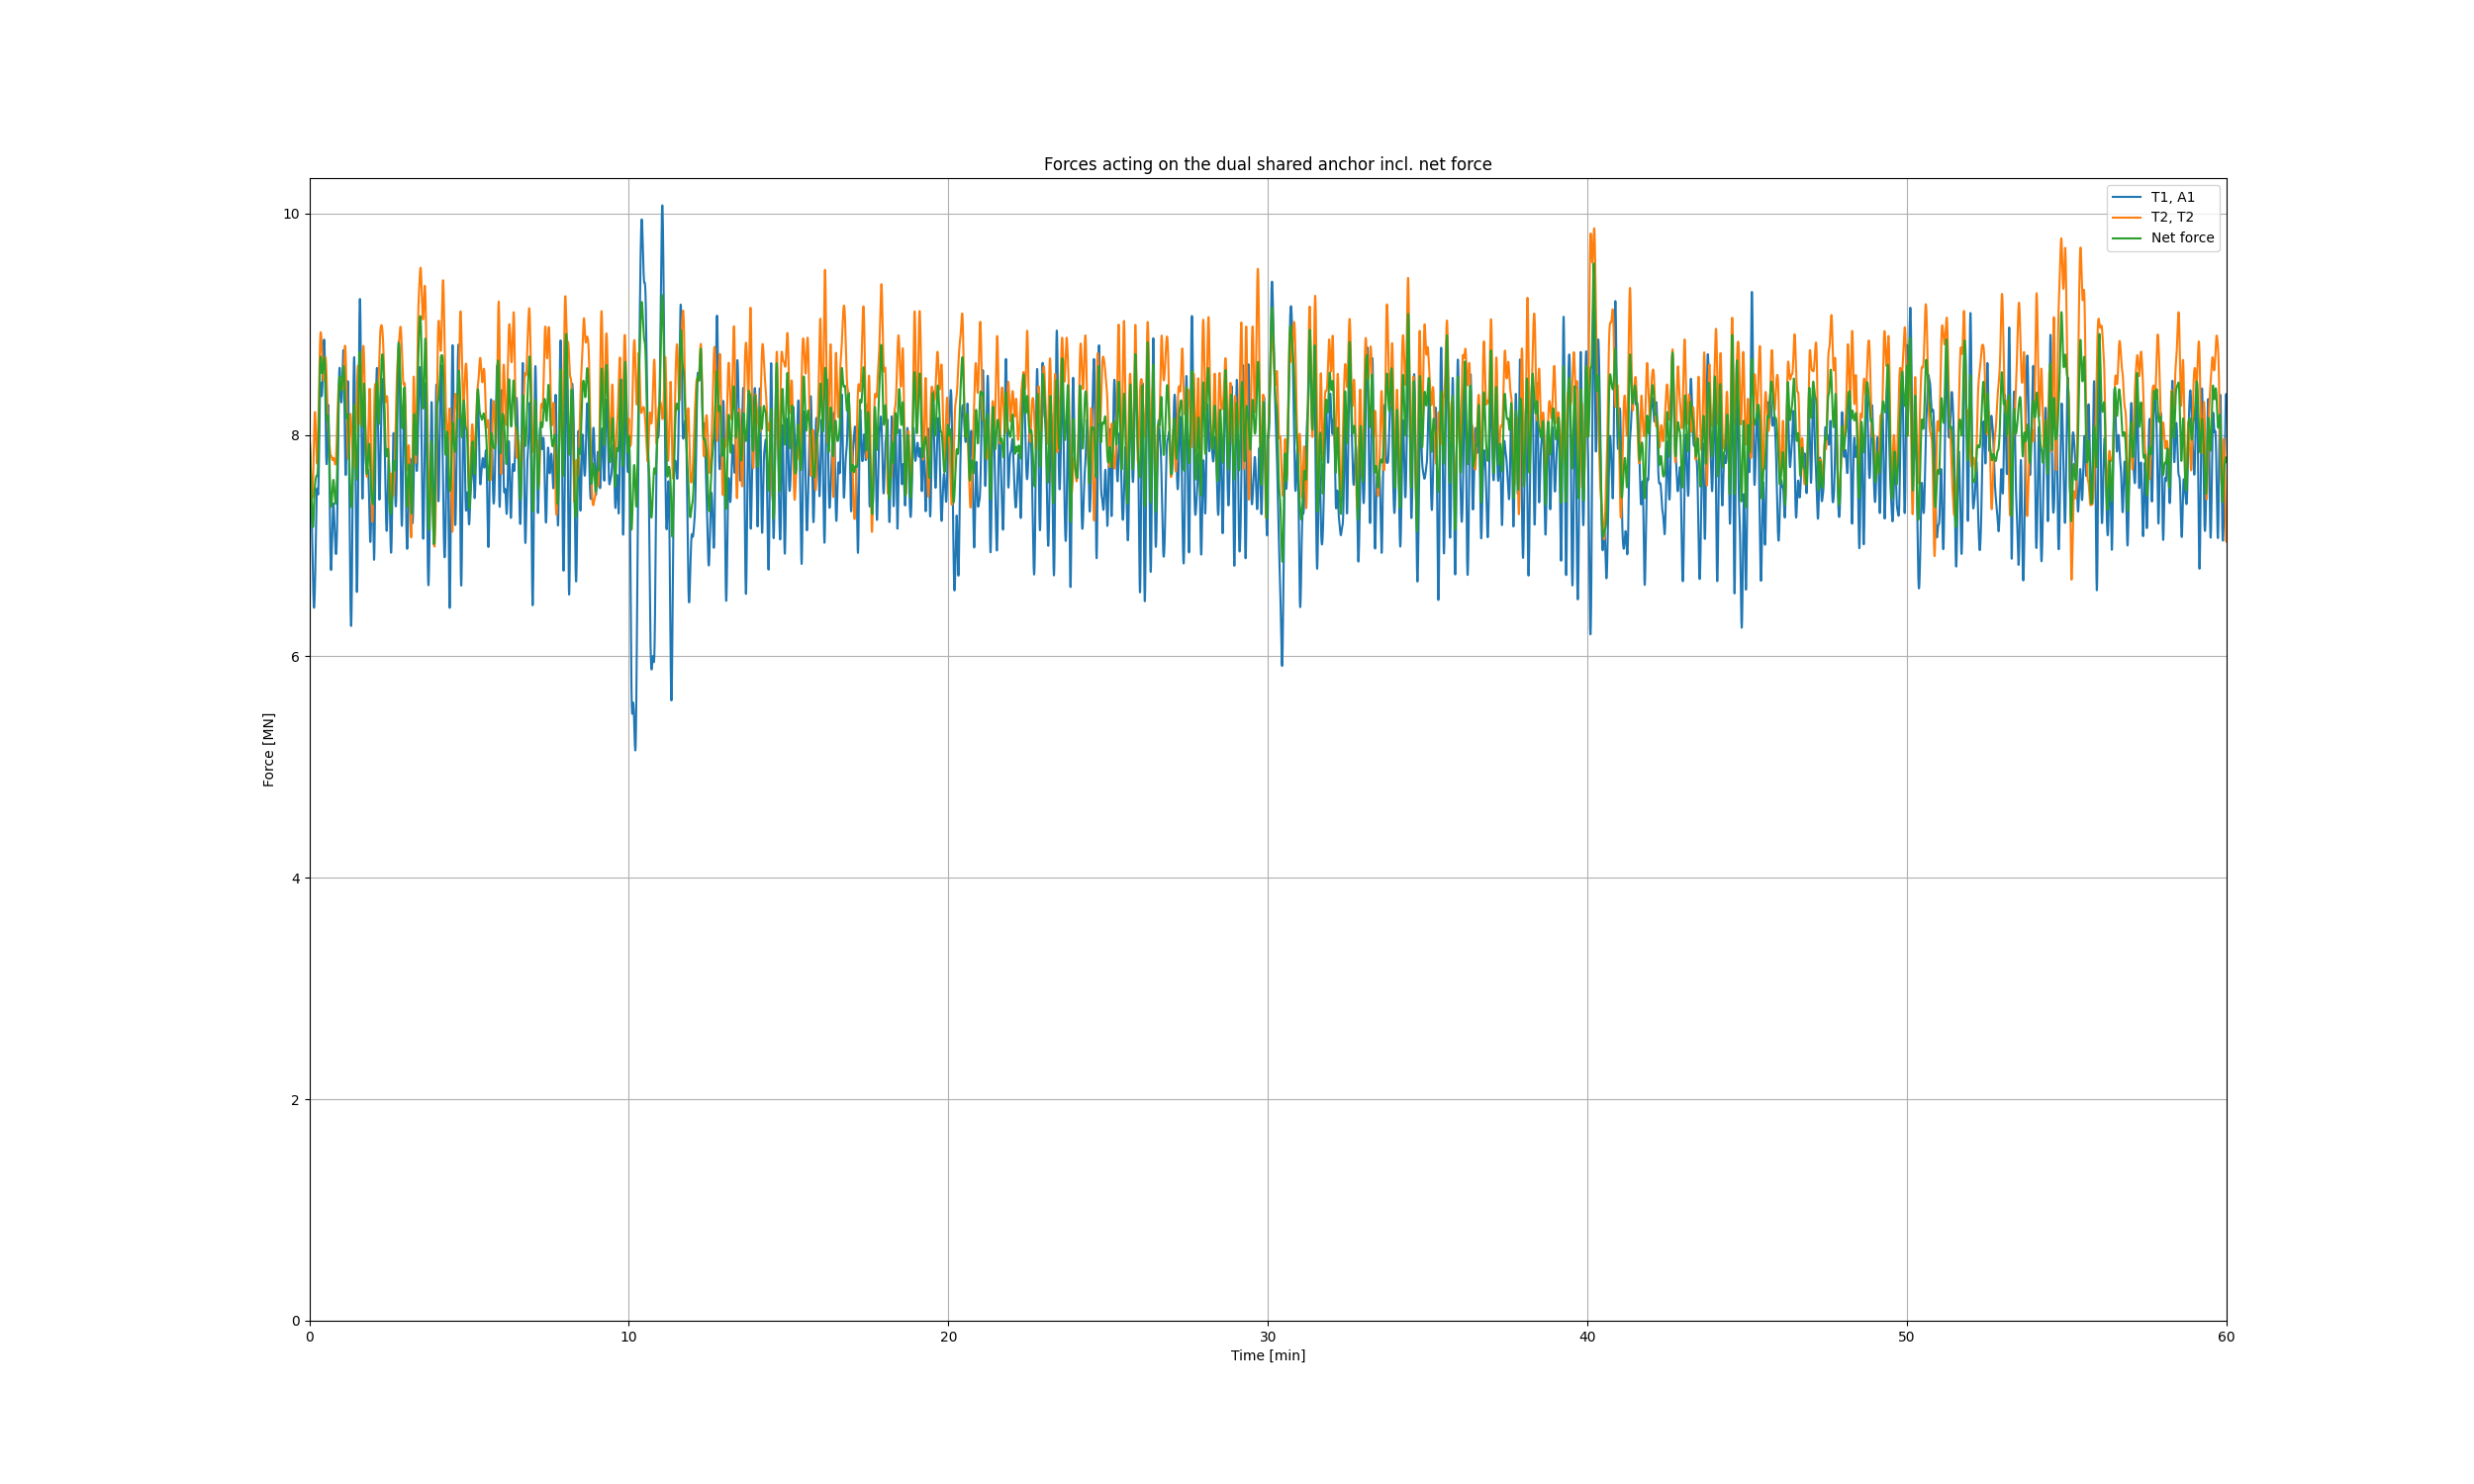 Forces acting on the dual shared anchor incl. net force
T1, A1
T2, T2
Net force
10
8
6
4
2
0
Force [MN]
0 10 20 30 40 50 60
Time [min]